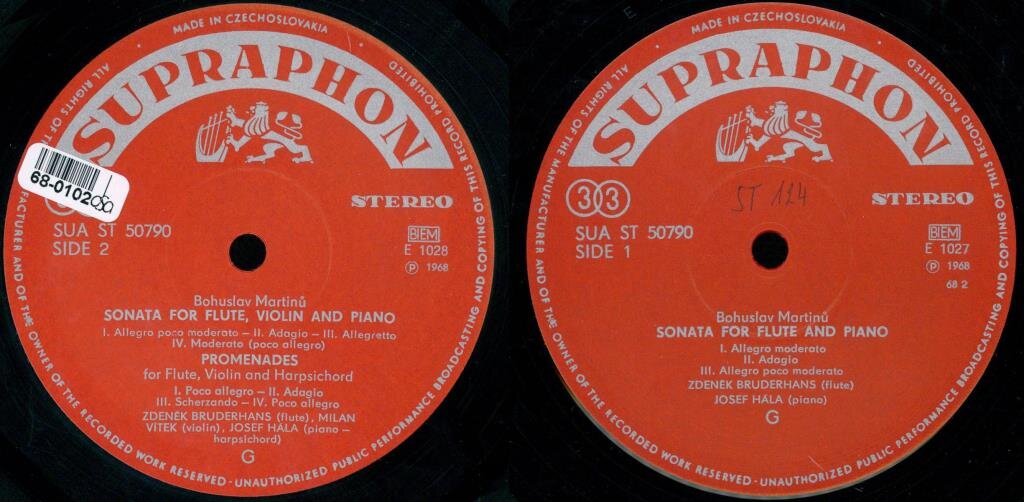 MADE IN CZECHOSLOVAKIA
SUPRAPHON
68-0102
STEREO
SUA ST 50790
SIDE 2
BIEM
E 1028
Ⓟ 1968
Bohuslav Martinů
SONATA FOR FLUTE, VIOLIN AND PIANO
I. Allegro poco moderato – II. Adagio – III. Allegretto
IV. Moderato (poco allegro)
PROMENADES
for Flute, Violin and Harpsichord
I. Poco allegro – II. Adagio
III. Scherzando – IV. Poco allegro
ZDENĚK BRUDERHANS (flute), MILAN
VÍTEK (violin), JOSEF HÁLA (piano –
harpsichord)
G
ALL RIGHTS OF THE MANUFACTURER AND OF THE OWNER OF THE RECORDED WORK RESERVED - UNAUTHORIZED PUBLIC PERFORMANCE BROADCASTING AND COPYING OF THIS RECORD PROHIBITED
MADE IN CZECHOSLOVAKIA
SUPRAPHON
33
ST 124
STEREO
SUA ST 50790
SIDE 1
BIEM
E 1027
Ⓟ 1968
68 2
Bohuslav Martinů
SONATA FOR FLUTE AND PIANO
I. Allegro moderato
II. Adagio
III. Allegro poco moderato
ZDENĚK BRUDERHANS (flute)
JOSEF HÁLA (piano)
G
ALL RIGHTS OF THE MANUFACTURER AND OF THE OWNER OF THE RECORDED WORK RESERVED - UNAUTHORIZED PUBLIC PERFORMANCE BROADCASTING AND COPYING OF THIS RECORD PROHIBITED